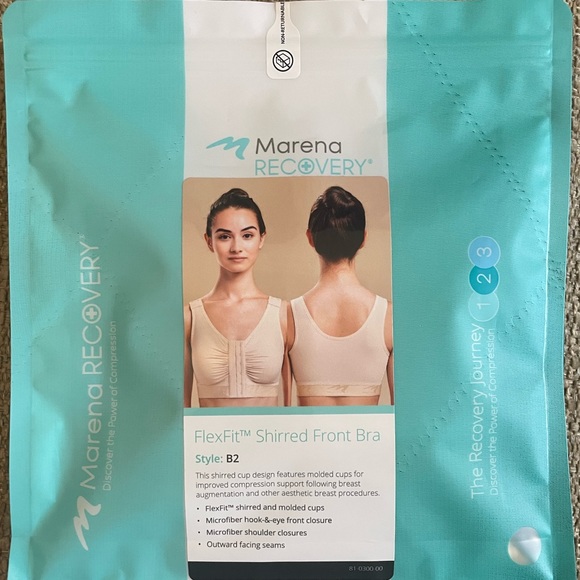 NON-RETURNABLE
Marena
RECOVERY®
Marena RECOVERY®
Discover the Power of Compression
The Recovery Journey 1 2 3
Discover the Power of Compression
FlexFit™ Shirred Front Bra
Style: B2
This shirred cup design features molded cups for
improved compression support following breast
augmentation and other aesthetic breast procedures.
• FlexFit™ shirred and molded cups
• Microfiber hook-&-eye front closure
• Microfiber shoulder closures
• Outward facing seams
81-0300-00